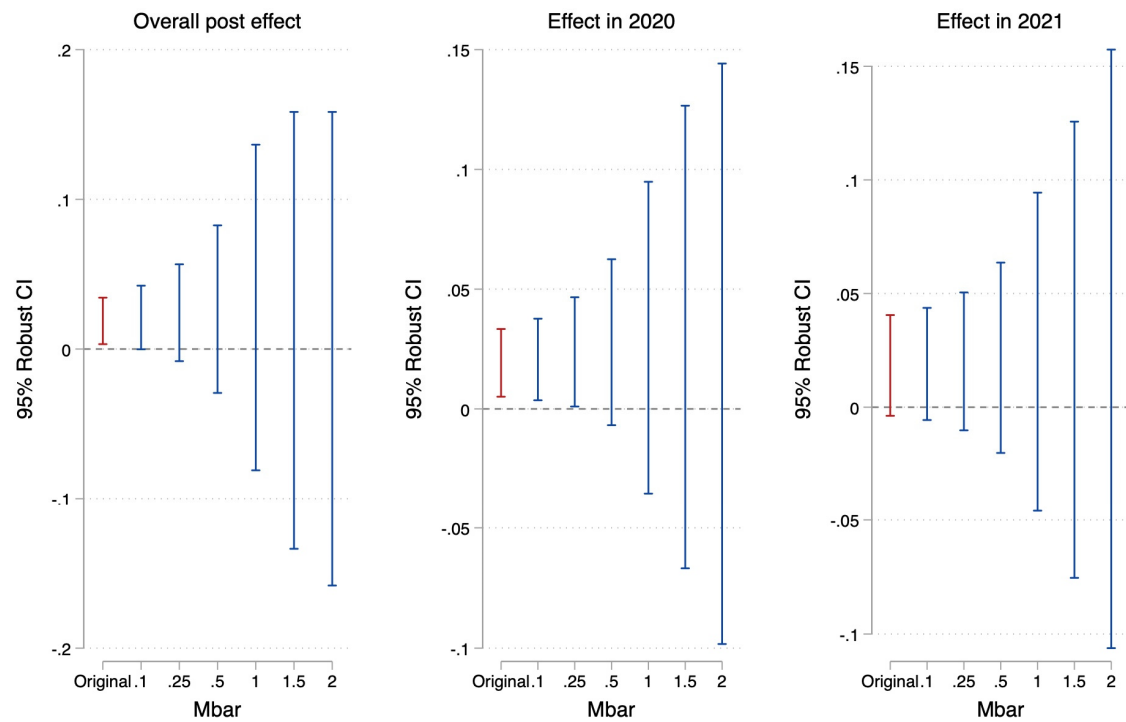 Overall post effect
95% Robust CI
.2
.1
0
-.1
-.2
Original .1 .25 .5 1 1.5 2
Mbar
Effect in 2020
95% Robust CI
.15
.1
.05
0
-.05
-.1
Original .1 .25 .5 1 1.5 2
Mbar
Effect in 2021
95% Robust CI
.15
.1
.05
0
-.05
-.1
Original .1 .25 .5 1 1.5 2
Mbar